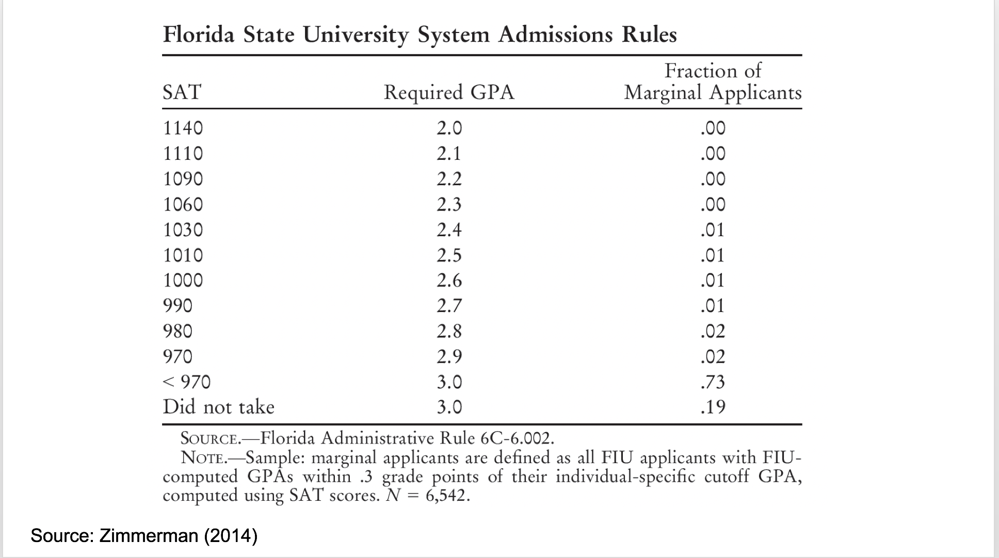 Florida State University System Admissions Rules
Fraction of
SAT Required GPA Marginal Applicants
1140 2.0 .00
1110 2.1 .00
1090 2.2 .00
1060 2.3 .00
1030 2.4 .01
1010 2.5 .01
1000 2.6 .01
990 2.7 .01
980 2.8 .02
970 2.9 .02
< 970 3.0 .73
Did not take 3.0 .19
SOURCE.—Florida Administrative Rule 6C-6.002.
NOTE.—Sample: marginal applicants are defined as all FIU applicants with FIU-
computed GPAs within .3 grade points of their individual-specific cutoff GPA,
computed using SAT scores. N = 6,542.
Source: Zimmerman (2014)